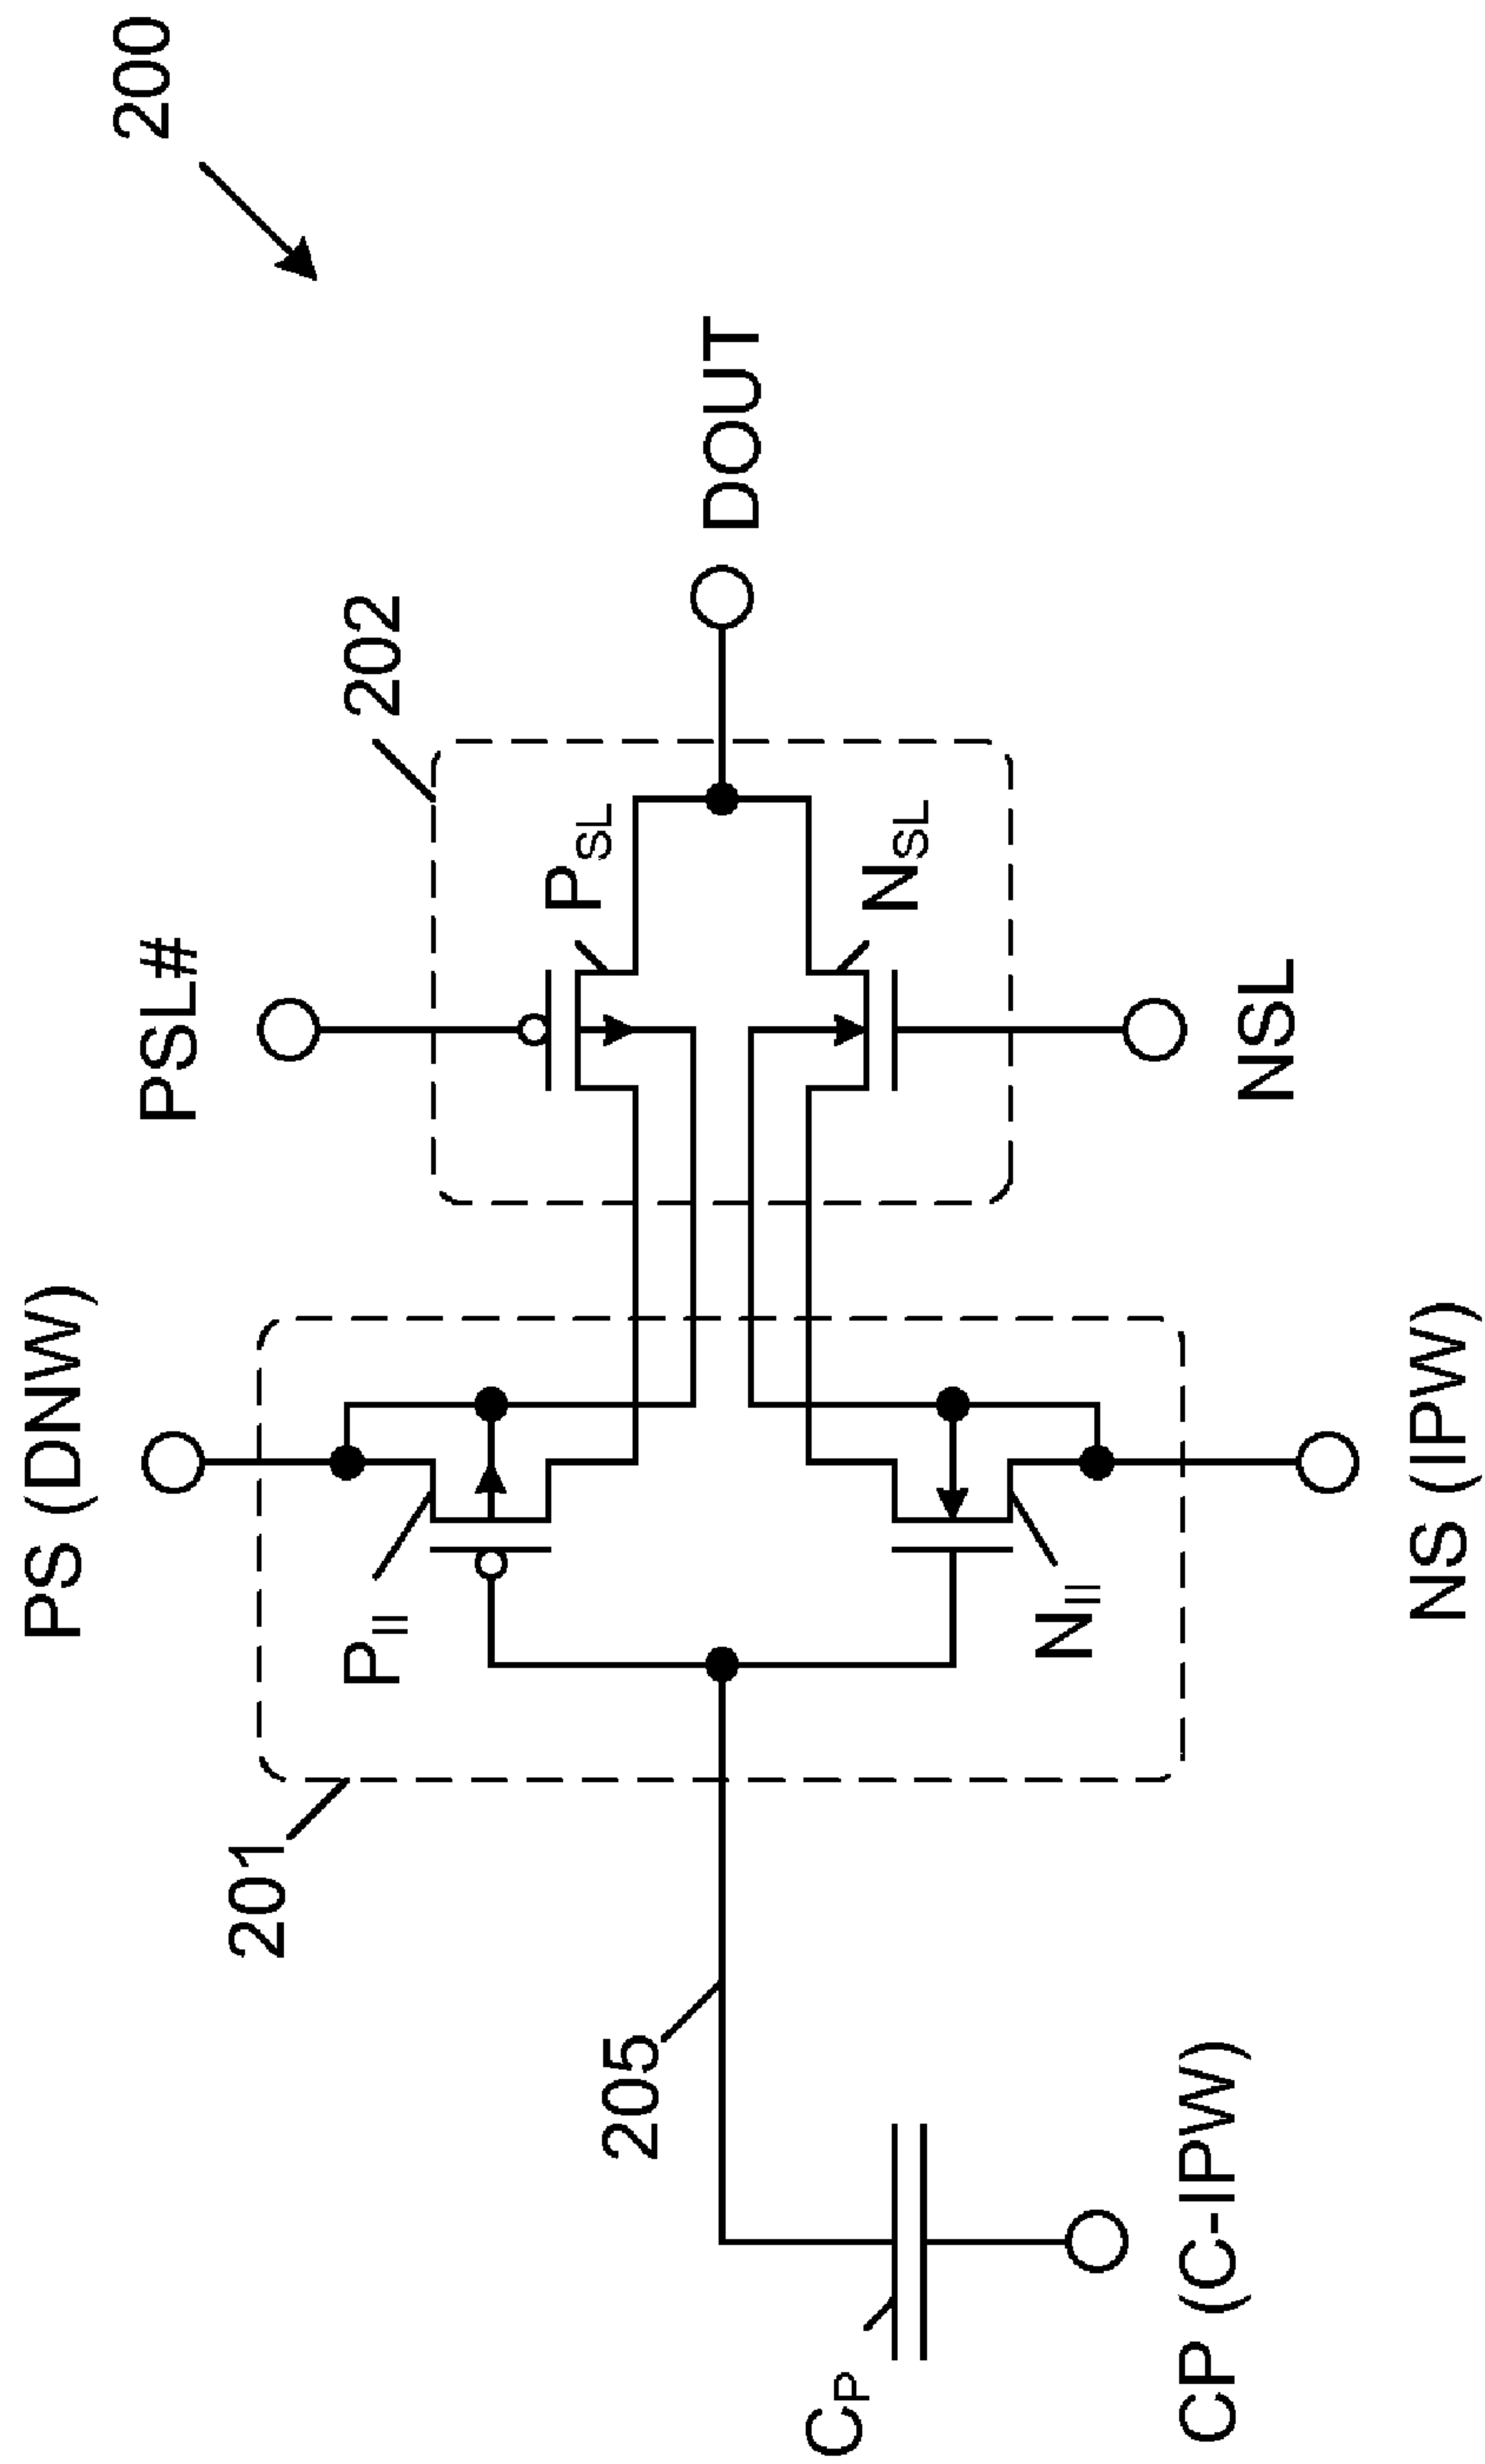 PS (DNW)
200
PSL#
201
P_II
202
P_SL
205
DOUT
C_P
N_SL
N_II
CP (C-IPW)
NSL
NS (IPW)